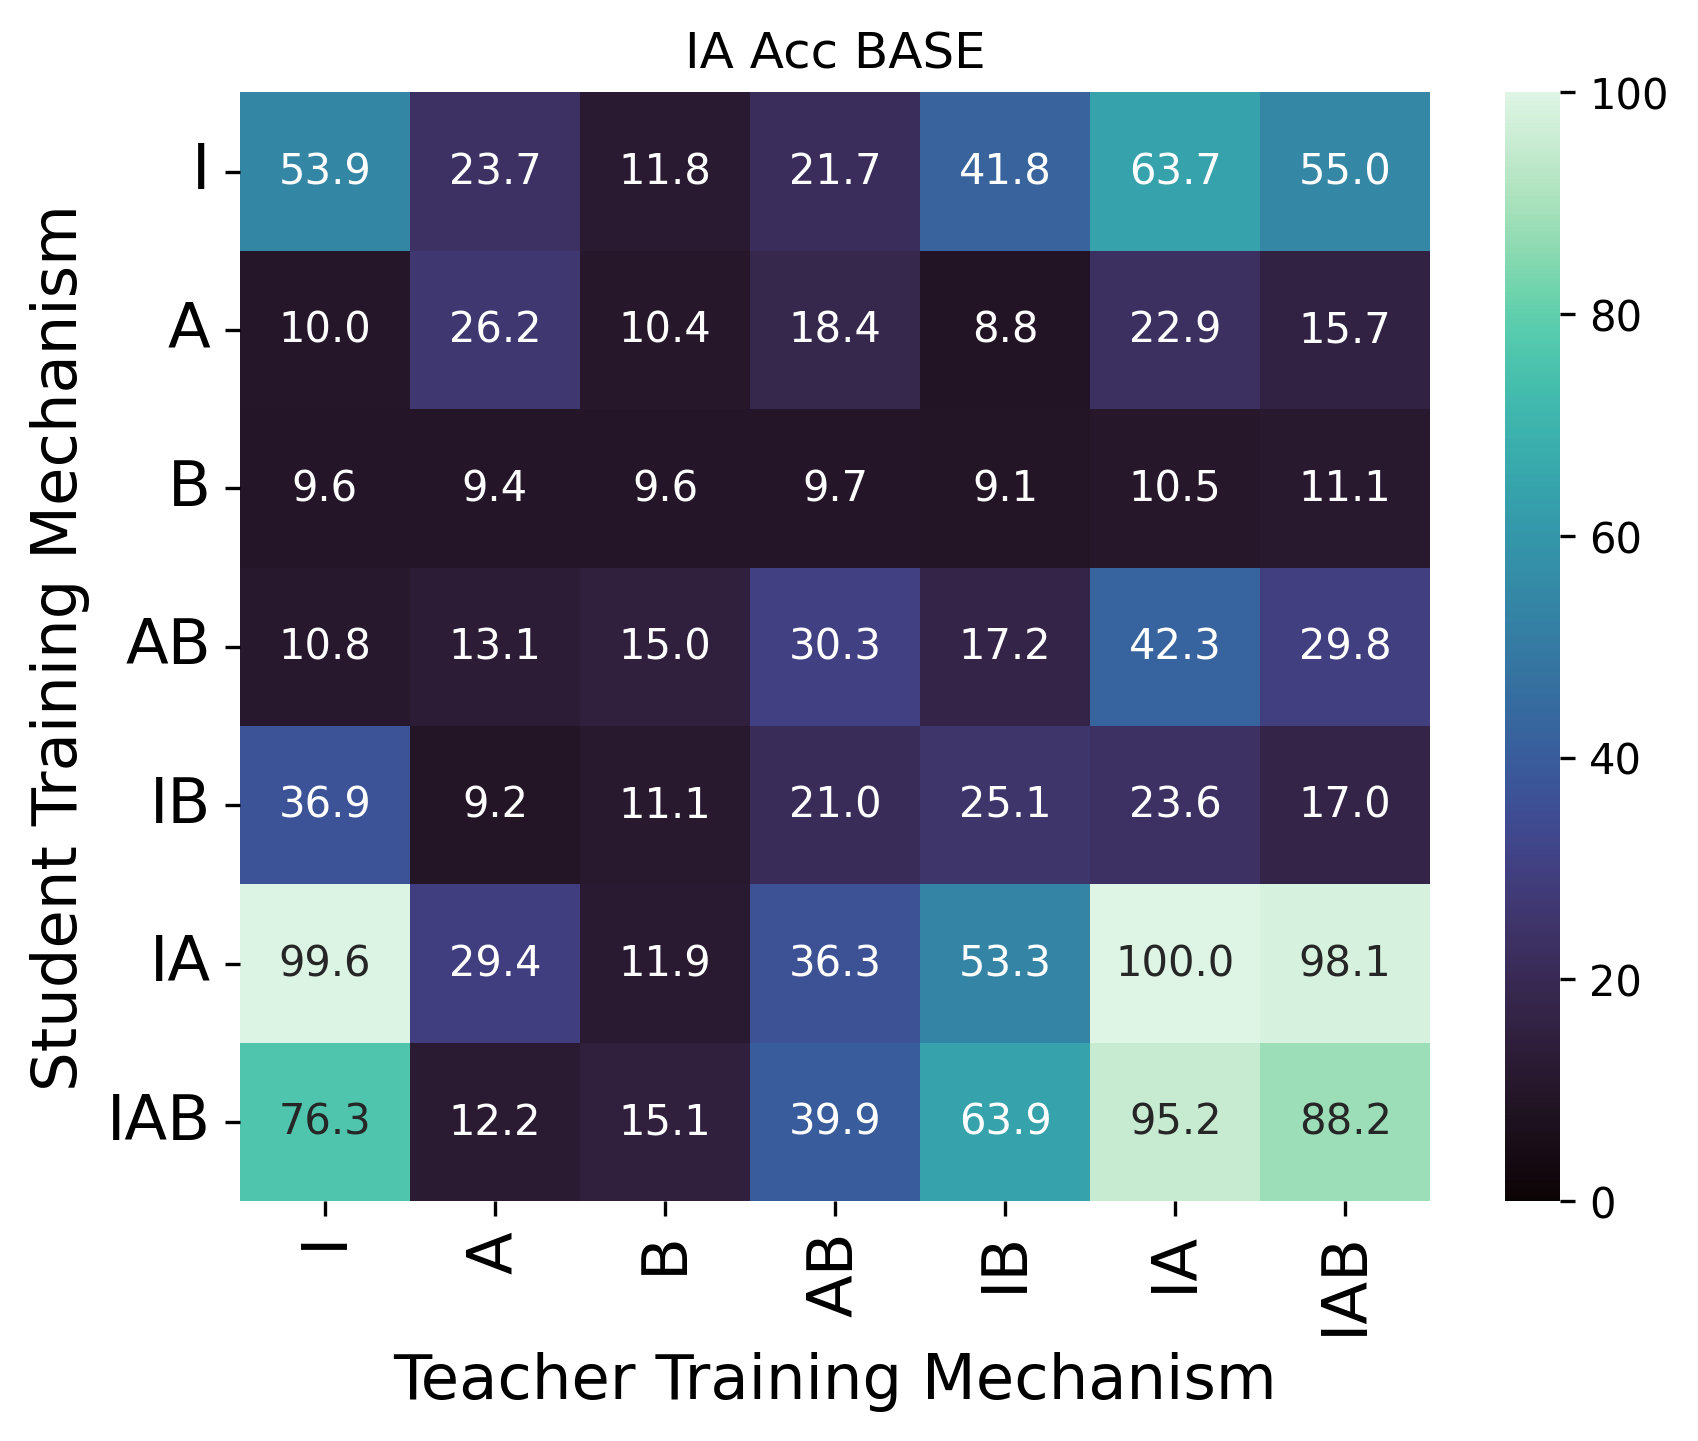 IA Acc BASE
Student Training Mechanism
I 53.9 23.7 11.8 21.7 41.8 63.7 55.0
A 10.0 26.2 10.4 18.4 8.8 22.9 15.7
B 9.6 9.4 9.6 9.7 9.1 10.5 11.1
AB 10.8 13.1 15.0 30.3 17.2 42.3 29.8
IB 36.9 9.2 11.1 21.0 25.1 23.6 17.0
IA 99.6 29.4 11.9 36.3 53.3 100.0 98.1
IAB 76.3 12.2 15.1 39.9 63.9 95.2 88.2
I A B AB IB IA IAB
Teacher Training Mechanism
100
80
60
40
20
0